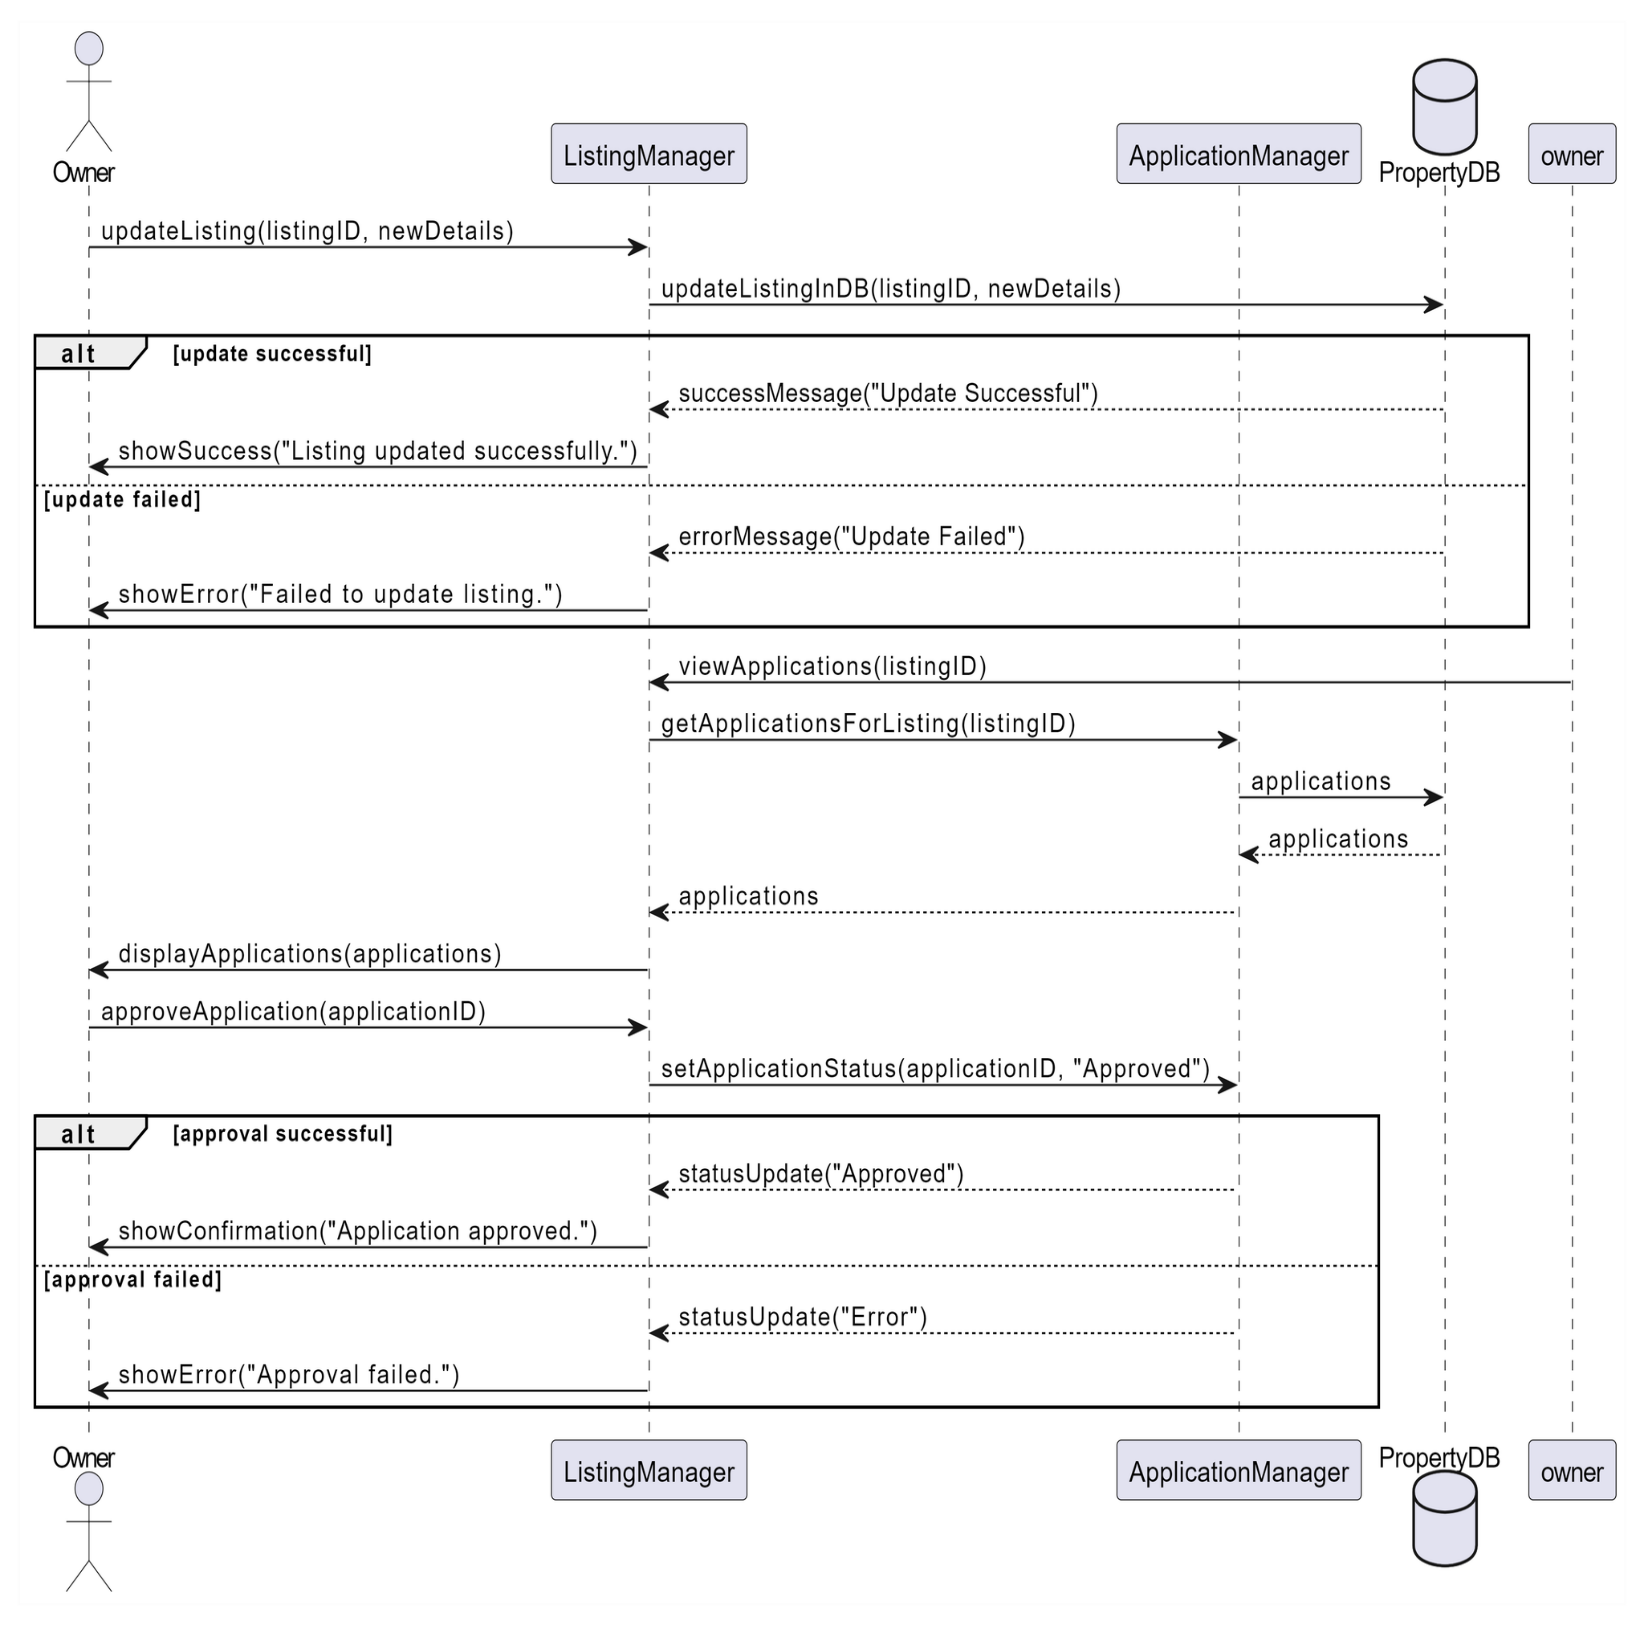 Owner
ListingManager
ApplicationManager
PropertyDB
owner
updateListing(listingID, newDetails)
updateListingInDB(listingID, newDetails)
alt [update successful]
successMessage("Update Successful")
showSuccess("Listing updated successfully.")
[update failed]
errorMessage("Update Failed")
showError("Failed to update listing.")
viewApplications(listingID)
getApplicationsForListing(listingID)
applications
applications
applications
displayApplications(applications)
approveApplication(applicationID)
setApplicationStatus(applicationID, "Approved")
alt [approval successful]
statusUpdate("Approved")
showConfirmation("Application approved.")
[approval failed]
statusUpdate("Error")
showError("Approval failed.")
Owner
ListingManager
ApplicationManager
PropertyDB
owner